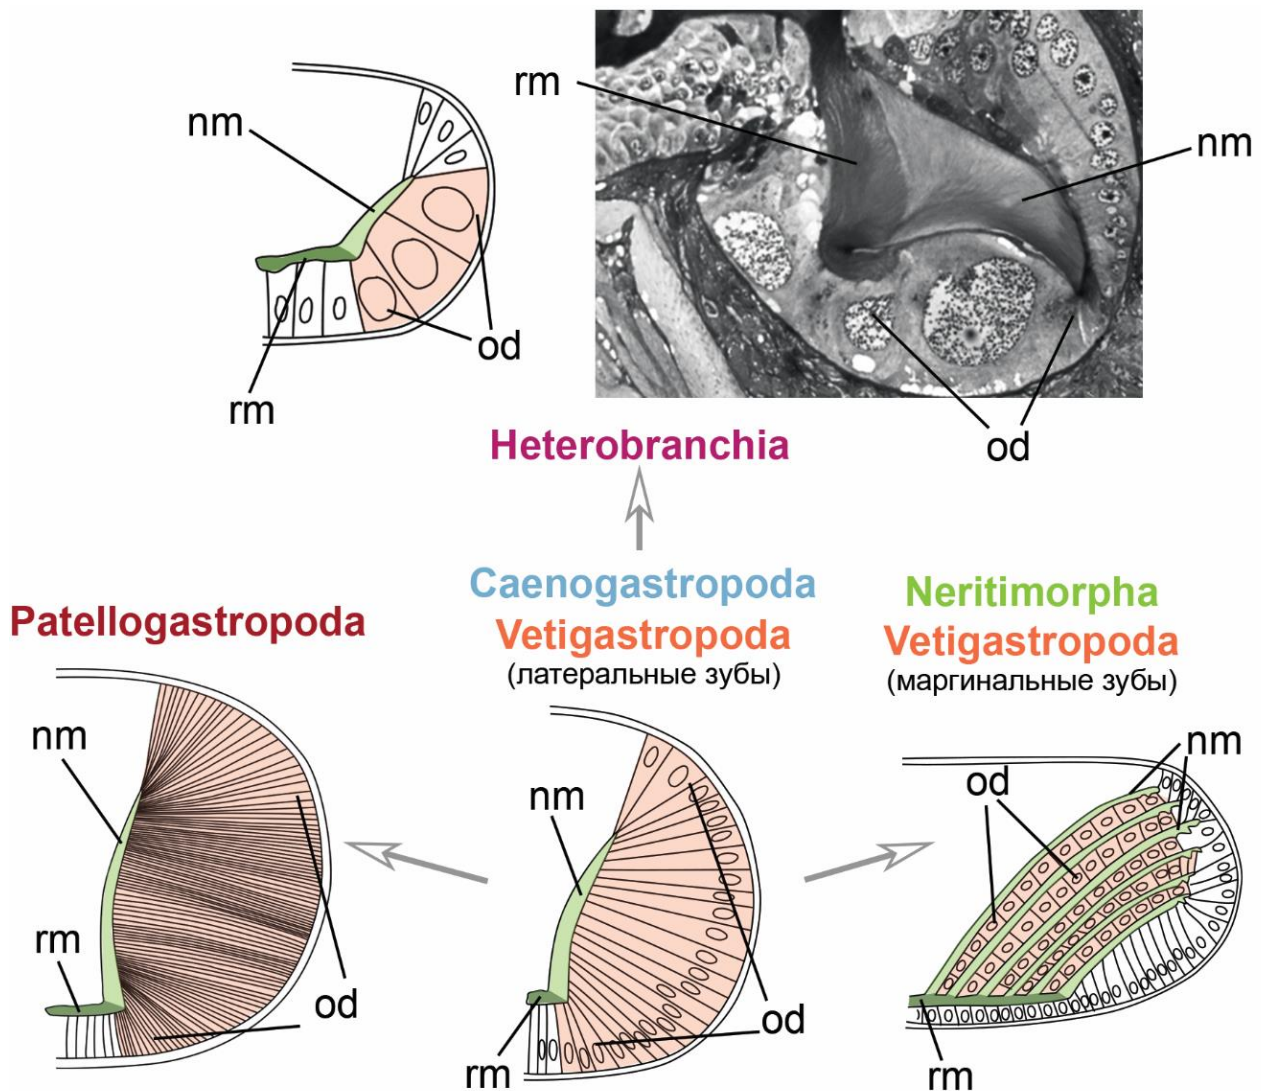 rm
nm
nm
od
rm
od
Heterobranchia
Caenogastropoda
Vetigastropoda
(латеральные зубы)
Neritimorpha
Vetigastropoda
(маргинальные зубы)
Patellogastropoda
nm
rm
od
nm
rm
od
nm
od
rm